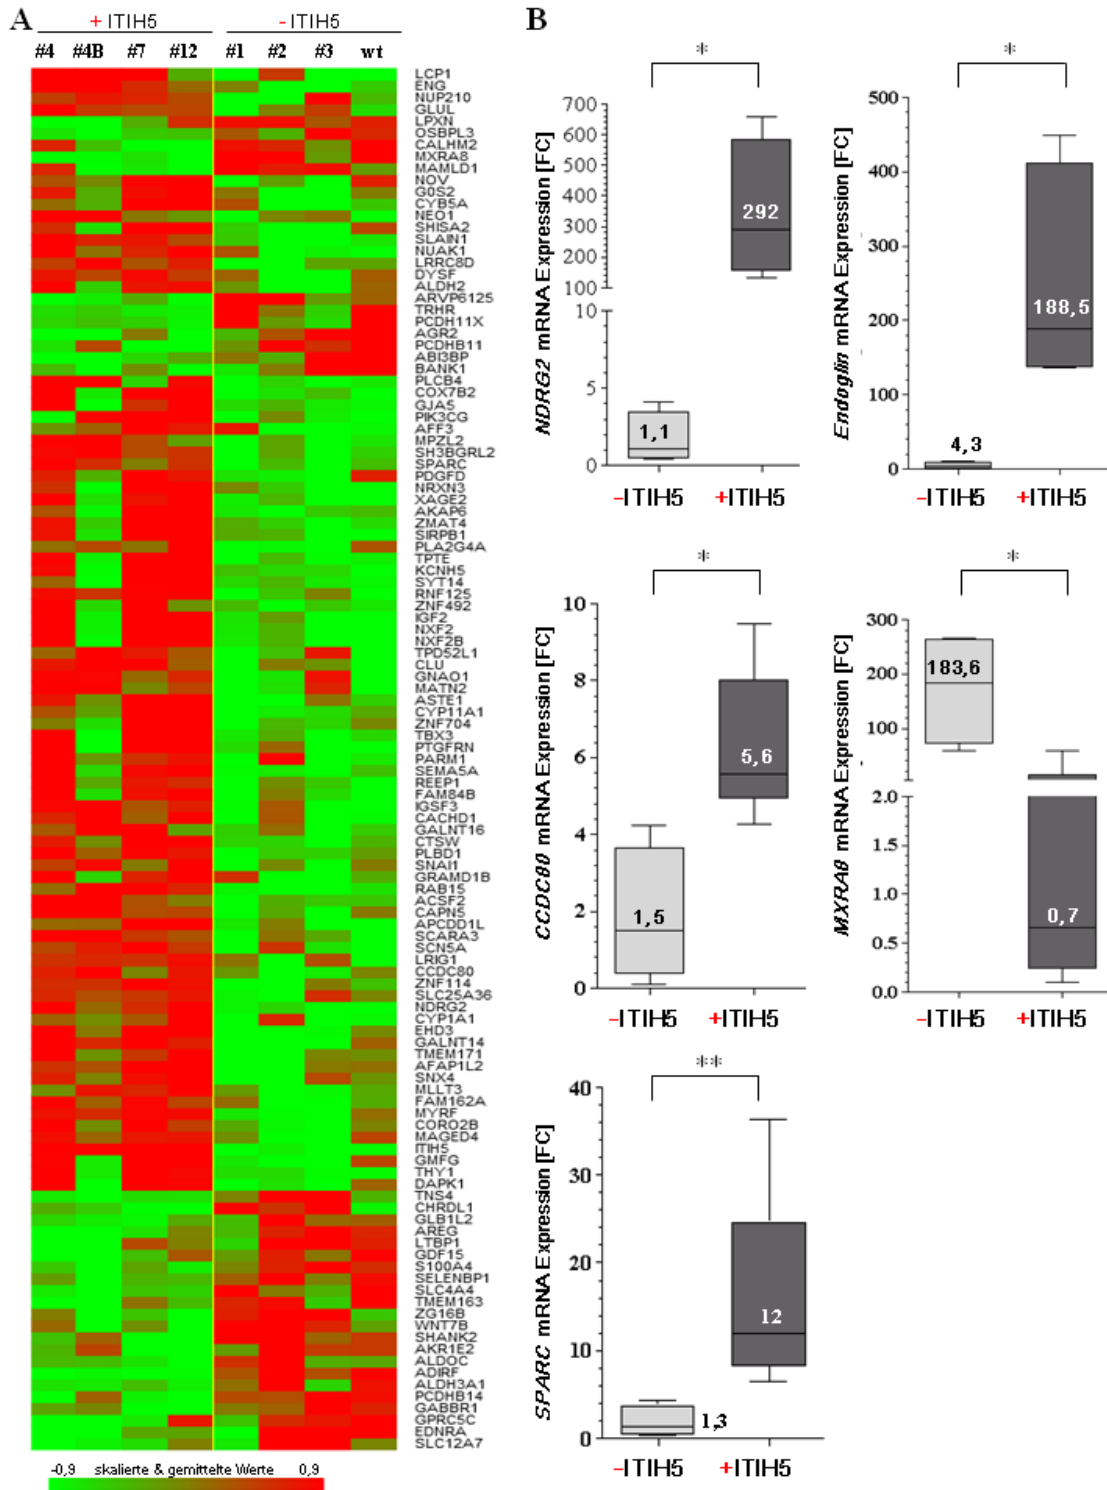 A
+ ITIH5
- ITIH5
#4 #4B #7 #12 #1 #2 #3 wt
LCP1
ENG
NUP210
GLUL
LPXN
OSBPL3
CALHM2
MXRA8
MAMLD1
NOV
G0S2
CYB5A
NEO1
SHISA2
SLAIN1
NUAK1
LRRC8D
DYSF
ALDH2
ARVP6125
TRHR
PCDH11X
AGR2
PCDHB11
ABI3BP
BANK1
PLCB4
COX7B2
GJA5
PIK3CG
AFF3
MPZL2
SH3BGRL2
SPARC
PDGFD
NRXN3
XAGE2
AKAP6
ZMAT4
SIRPB1
PLA2G4A
TPTE
KCNH5
SYT14
RNF125
ZNF492
IGF2
NXF2
NXF2B
TPD52L1
CLU
GNAO1
MATN2
ASTE1
CYP11A1
ZNF704
TBX3
PTGFRN
PARM1
SEMA5A
REEP1
FAM84B
IGSF3
CACHD1
GALNT16
CTSW
PLBD1
SNAI1
GRAMD1B
RAB15
ACSF2
CAPN5
APCDD1L
SCARA3
SCN5A
LRIG1
CCDC80
ZNF114
SLC25A36
NDRG2
CYP1A1
EHD3
GALNT14
TMEM171
AFAP1L2
SNX4
MLLT3
FAM162A
MYRF
CORO2B
MAGED4
ITIH5
GMFG
THY1
DAPK1
TNS4
CHRDL1
GLB1L2
AREG
LTBP1
GDF15
S100A4
SELENBP1
SLC4A4
TMEM163
ZG16B
WNT7B
SHANK2
AKR1E2
ALDOC
ADIRF
ALDH3A1
PCDHB14
GABBR1
GPRC5C
EDNRA
SLC12A7
-0,9 skalierte & gemittelte Werte 0,9
B
*
NDRG2 mRNA Expression [FC]
700
600
500
400
300
200
100
10
5
0
292
1,1
-ITIH5 +ITIH5
*
Endoglin mRNA Expression [FC]
500
400
300
200
100
0
188,5
4,3
-ITIH5 +ITIH5
*
CCDC80 mRNA Expression [FC]
10
8
6
4
2
0
5,6
1,5
-ITIH5 +ITIH5
*
MXRA8 mRNA Expression [FC]
300
200
100
2.0
1.0
0.5
0.0
183,6
0,7
-ITIH5 +ITIH5
**
SPARC mRNA Expression [FC]
40
30
20
10
0
12
1,3
-ITIH5 +ITIH5